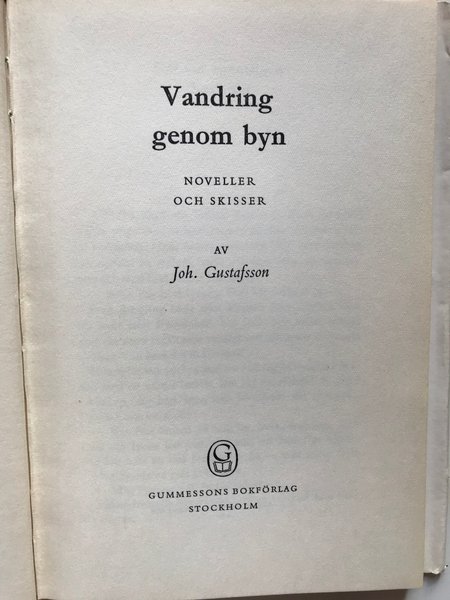 Vandring
genom byn
NOVELLER
OCH SKISSER
AV
Joh. Gustafsson
G
GUMMESSONS BOKFÖRLAG
STOCKHOLM